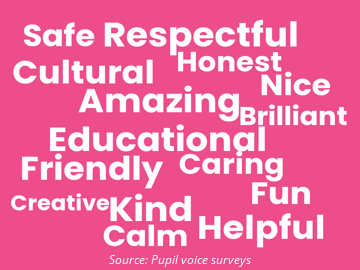 Safe Respectful
Cultural Honest
Nice
Amazing
Brilliant
Educational
Friendly Caring
Fun
Creative Kind
Helpful
Calm
Source: Pupil voice surveys